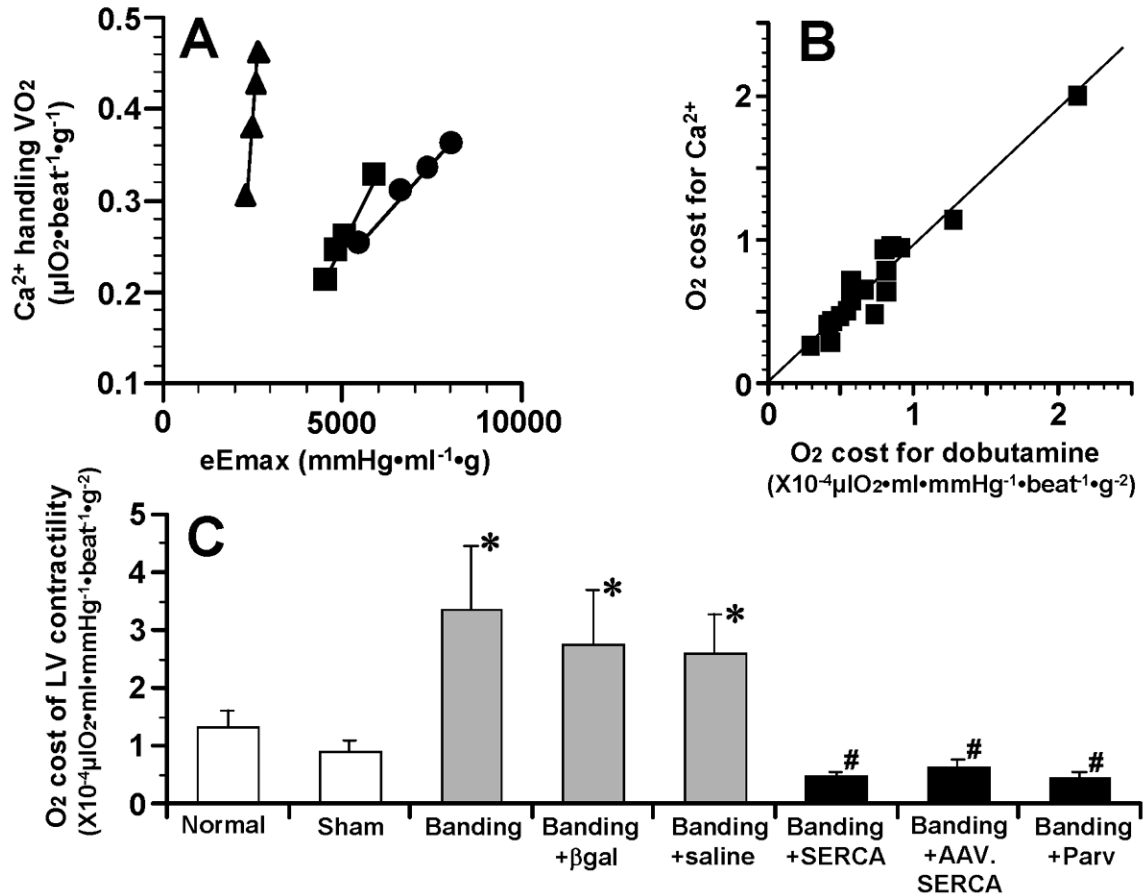 A
Ca²⁺ handling VO₂
(µlO₂•beat⁻¹•g⁻¹)
0.5
0.4
0.3
0.2
0.1
0
5000
10000
eEmax (mmHg•ml⁻¹•g)
B
O₂ cost for Ca²⁺
2
1
0
0
1
2
O₂ cost for dobutamine
(X10⁻⁴µlO₂•ml•mmHg⁻¹•beat⁻¹•g⁻²)
C
O₂ cost of LV contractility
(X10⁻⁴µlO₂•ml•mmHg⁻¹•beat⁻¹•g⁻²)
5
4
3
2
1
0
*
*
*
#
#
#
Normal
Sham
Banding
Banding
+βgal
Banding
+saline
Banding
+SERCA
Banding
+AAV.
SERCA
Banding
+Parv